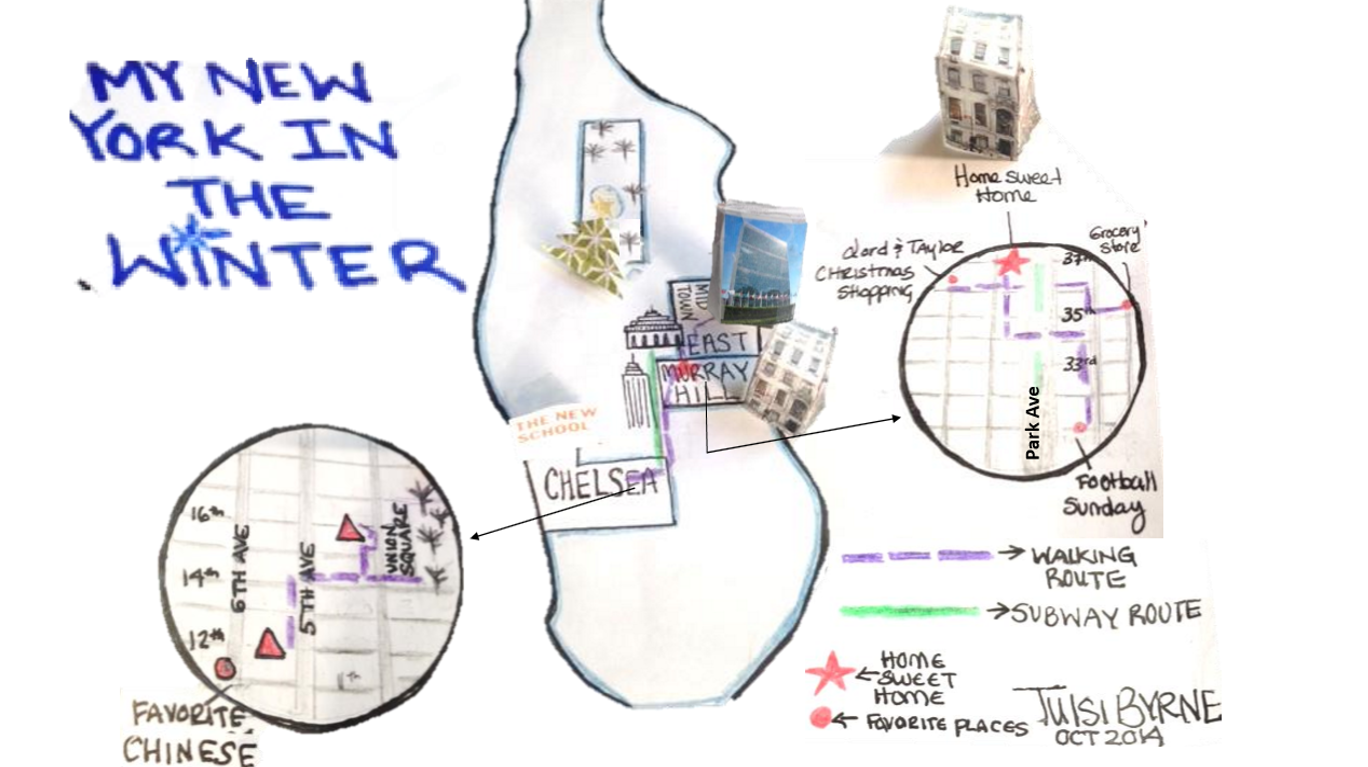 MY NEW
YORK IN
THE
WINTER
Home sweet
Home
Lord & TAYLOR
CHRISTMAS
SHOPPING
Grocery
Store
37th
35th
33rd
Park Ave
Football
Sunday
MID
TOWN
EAST
MURRAY
HILL
THE NEW
SCHOOL
CHELSEA
16th
14th
12th
6TH AVE
5TH AVE
UNION
SQUARE
FAVORITE
CHINESE
WALKING
ROUTE
SUBWAY ROUTE
HOME
SWEET
HOME
FAVORITE PLACES
TULSI BYRNE
OCT 2014